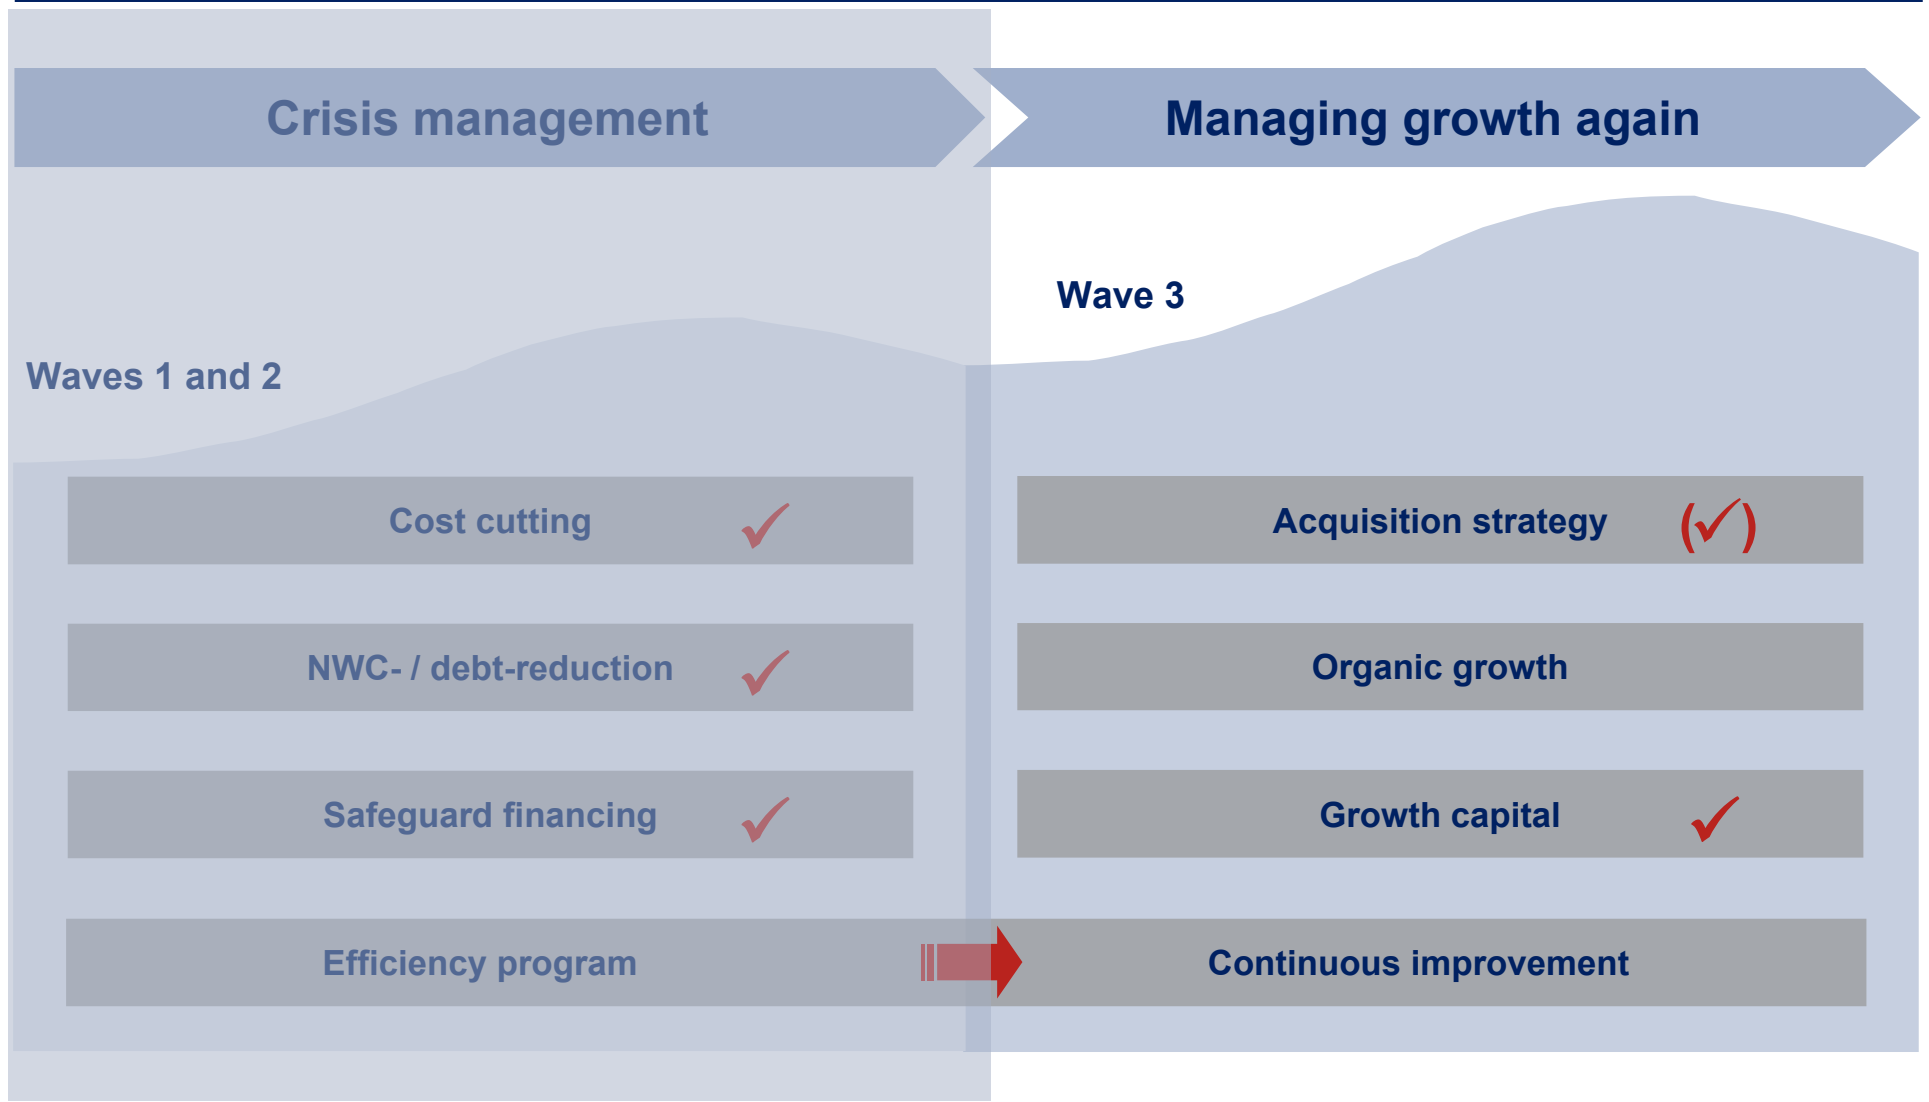 Crisis management
Managing growth again
Wave 3
Waves 1 and 2
Cost cutting ✓
Acquisition strategy (✓)
NWC- / debt-reduction ✓
Organic growth
Safeguard financing ✓
Growth capital ✓
Efficiency program
Continuous improvement